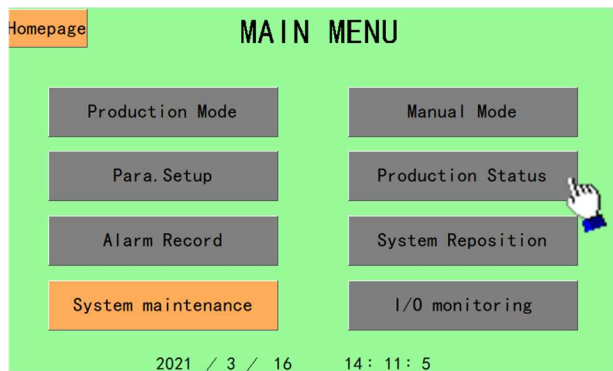 Homepage
MAIN MENU
Production Mode
Manual Mode
Para.Setup
Production Status
Alarm Record
System Reposition
System maintenance
I/O monitoring
2021 / 3 / 16 14: 11: 5